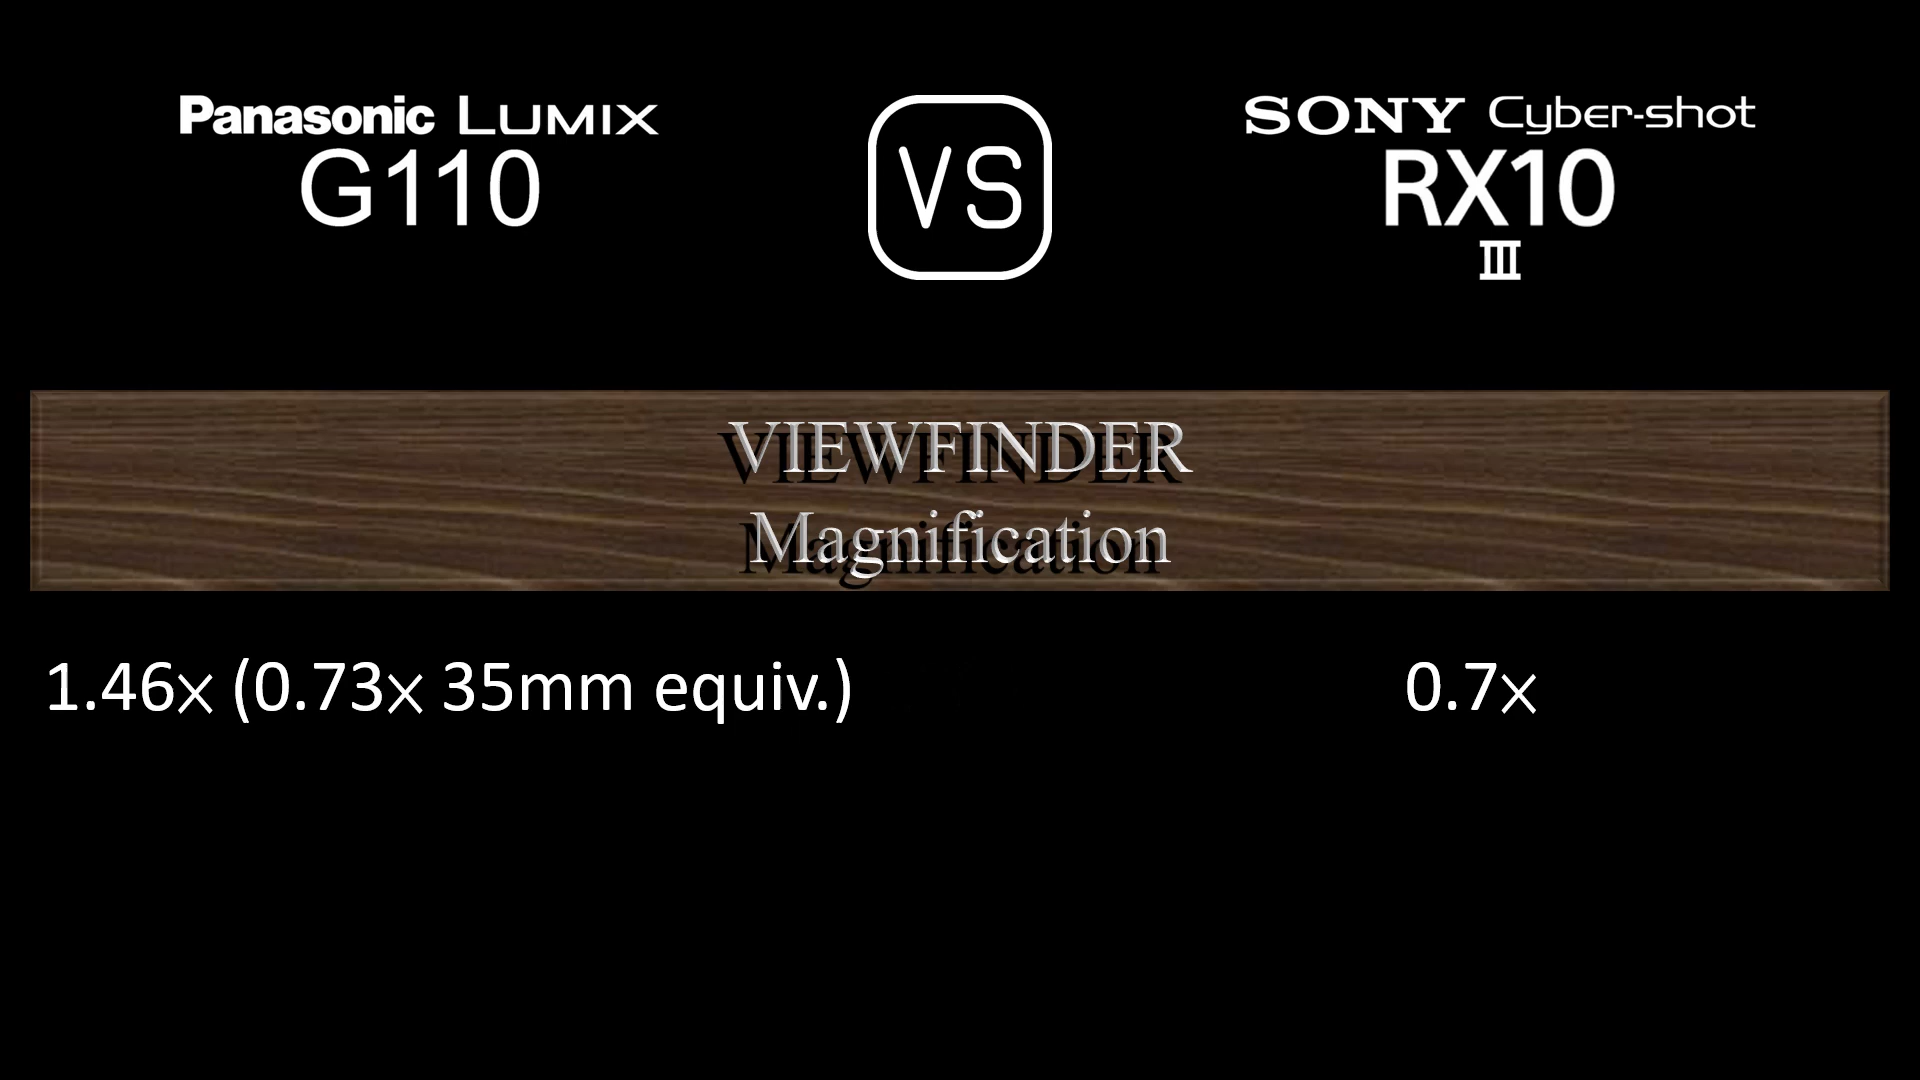 Panasonic LUMIX
G110
VS
SONY Cyber-shot
RX10
III
VIEWFINDER
Magnification
1.46x (0.73x 35mm equiv.)
0.7x